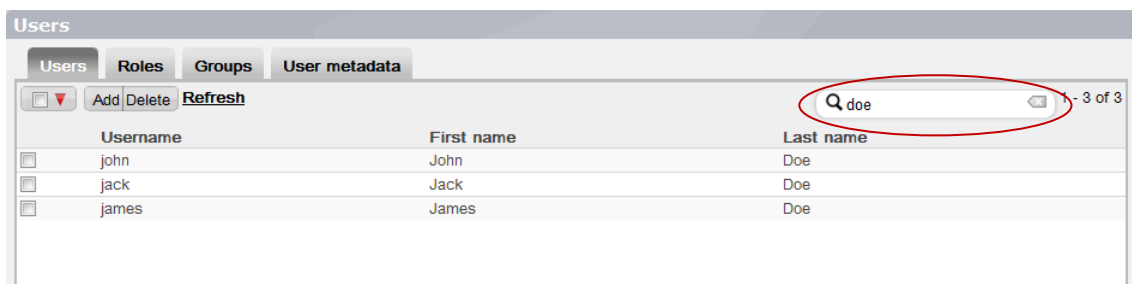 Users
Users Roles Groups User metadata
Add Delete Refresh doe 1 - 3 of 3
Username First name Last name
john John Doe
jack Jack Doe
james James Doe